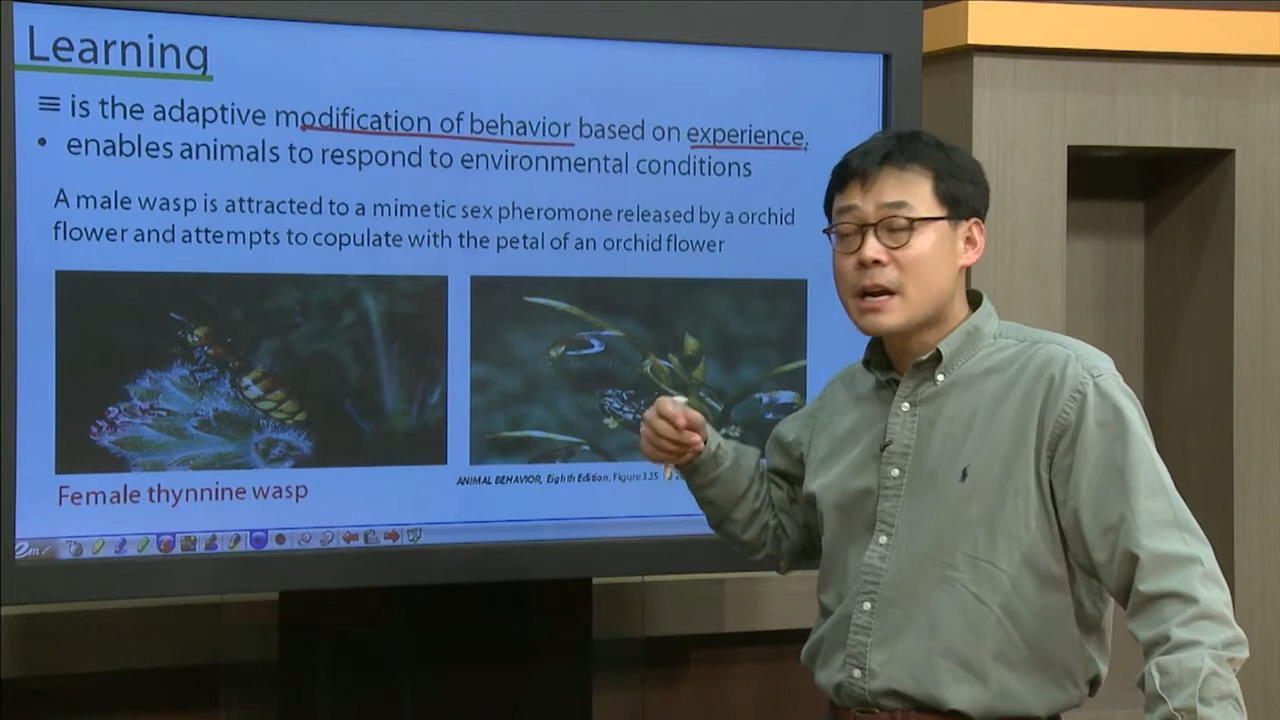 Learning
≡ is the adaptive modification of behavior based on experience.
• enables animals to respond to environmental conditions
A male wasp is attracted to a mimetic sex pheromone released by a orchid
flower and attempts to copulate with the petal of an orchid flower
ANIMAL BEHAVIOR, Eighth Edition, Figure 3.35
Female thynnine wasp